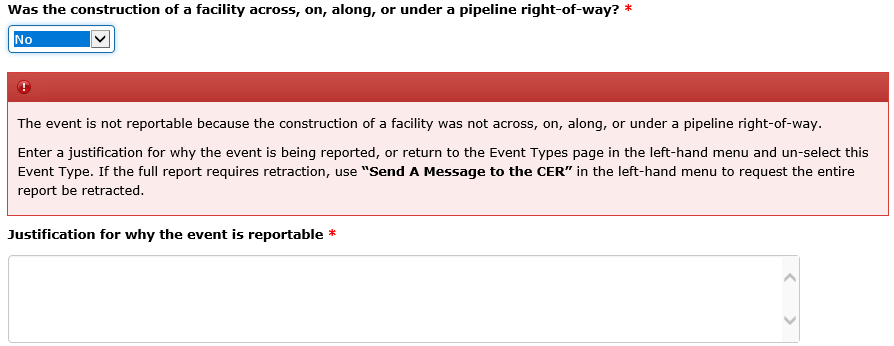 Was the construction of a facility across, on, along, or under a pipeline right-of-way? *
No
The event is not reportable because the construction of a facility was not across, on, along, or under a pipeline right-of-way.
Enter a justification for why the event is being reported, or return to the Event Types page in the left-hand menu and un-select this
Event Type. If the full report requires retraction, use “Send A Message to the CER” in the left-hand menu to request the entire
report be retracted.
Justification for why the event is reportable *